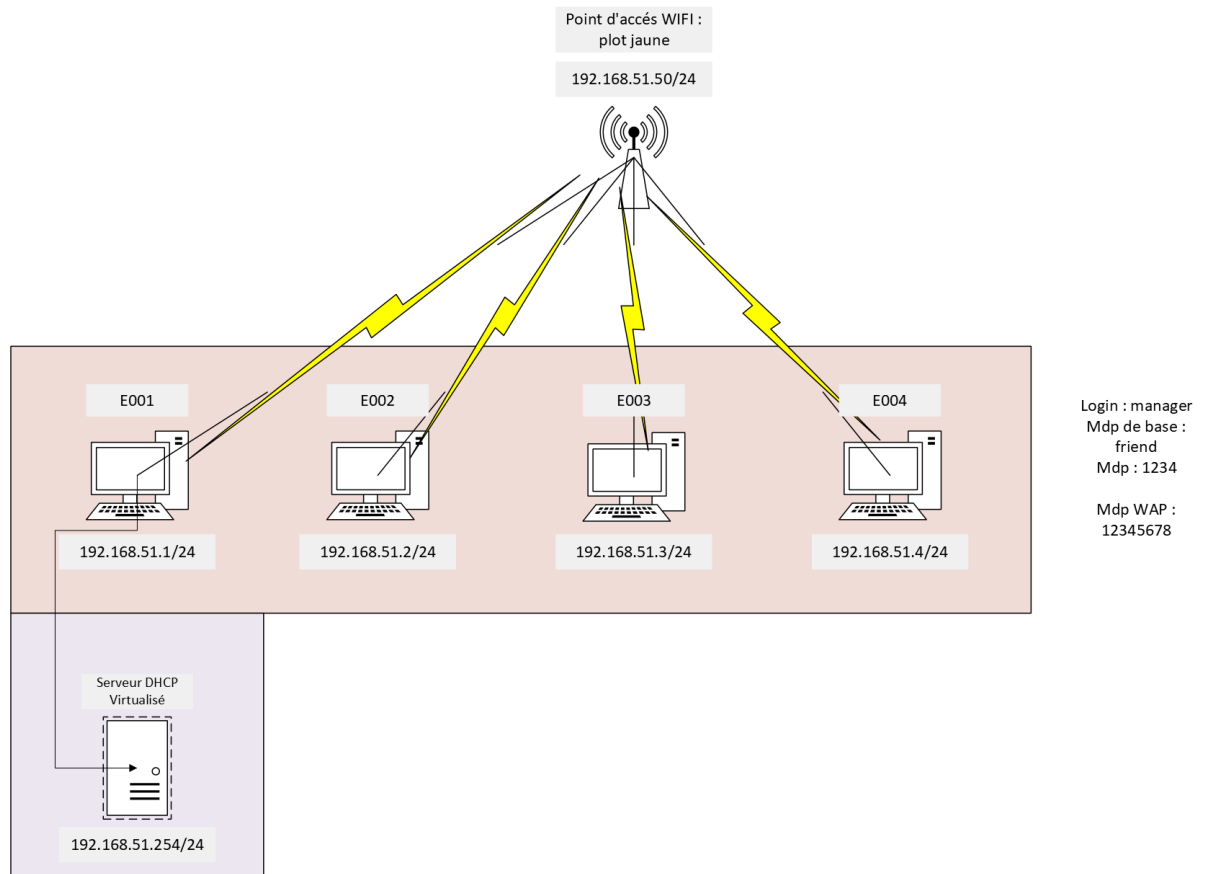 Point d'accés WIFI :
plot jaune
192.168.51.50/24
E001
E002
E003
E004
192.168.51.1/24
192.168.51.2/24
192.168.51.3/24
192.168.51.4/24
Login : manager
Mdp de base :
friend
Mdp : 1234
Mdp WAP :
12345678
Serveur DHCP
Virtualisé
192.168.51.254/24